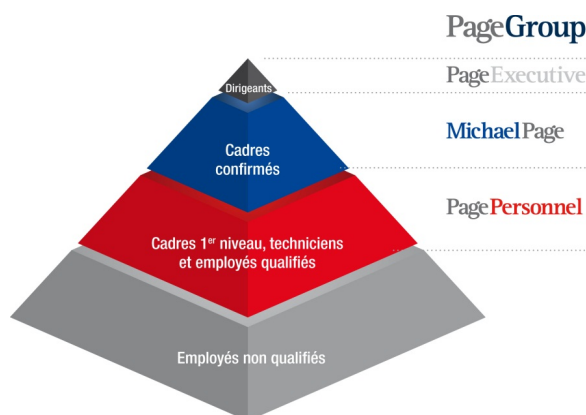 PageGroup
PageExecutive
Dirigeants
MichaelPage
Cadres
confirmés
PagePersonnel
Cadres 1er niveau, techniciens
et employés qualifiés
Employés non qualifiés